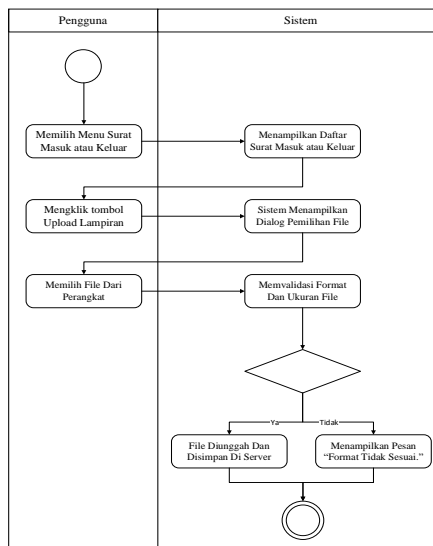 Pengguna
Sistem
Memilih Menu Surat
Masuk atau Keluar
Menampilkan Daftar
Surat Masuk atau Keluar
Mengklik tombol
Upload Lampiran
Sistem Menampilkan
Dialog Pemilihan File
Memilih File Dari
Perangkat
Memvalidasi Format
Dan Ukuran File
Ya
Tidak
File Diunggah Dan
Disimpan Di Server
Menampilkan Pesan
“Format Tidak Sesuai.”